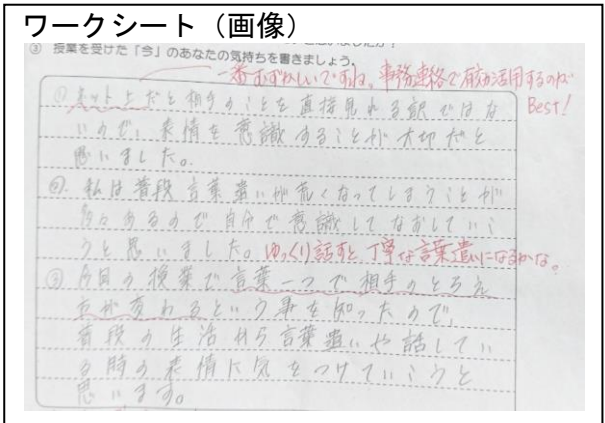 ワークシート（画像）
③ 授業を受けた「今」のあなたの気持ちを書きましょう。
一番むずかしいですね。事務連絡で有効活用するのが
Best!
① ネット上だと相手のことを直接見れる訳ではな
いので、表情を意識することが大切だと
思いました。
②. 私は普段言葉遣いが荒くなってしまうことが
多々あるので自分で意識してなおしていこ
うと思いました。ゆっくり話すと、丁寧な言葉遣いになるかな。
③ 今日の授業で言葉一つで相手のとらえ
方が変わるという事を知ったので、
普段の生活から言葉遣いや話してい
る時の表情に気をつけていこうと
思います。